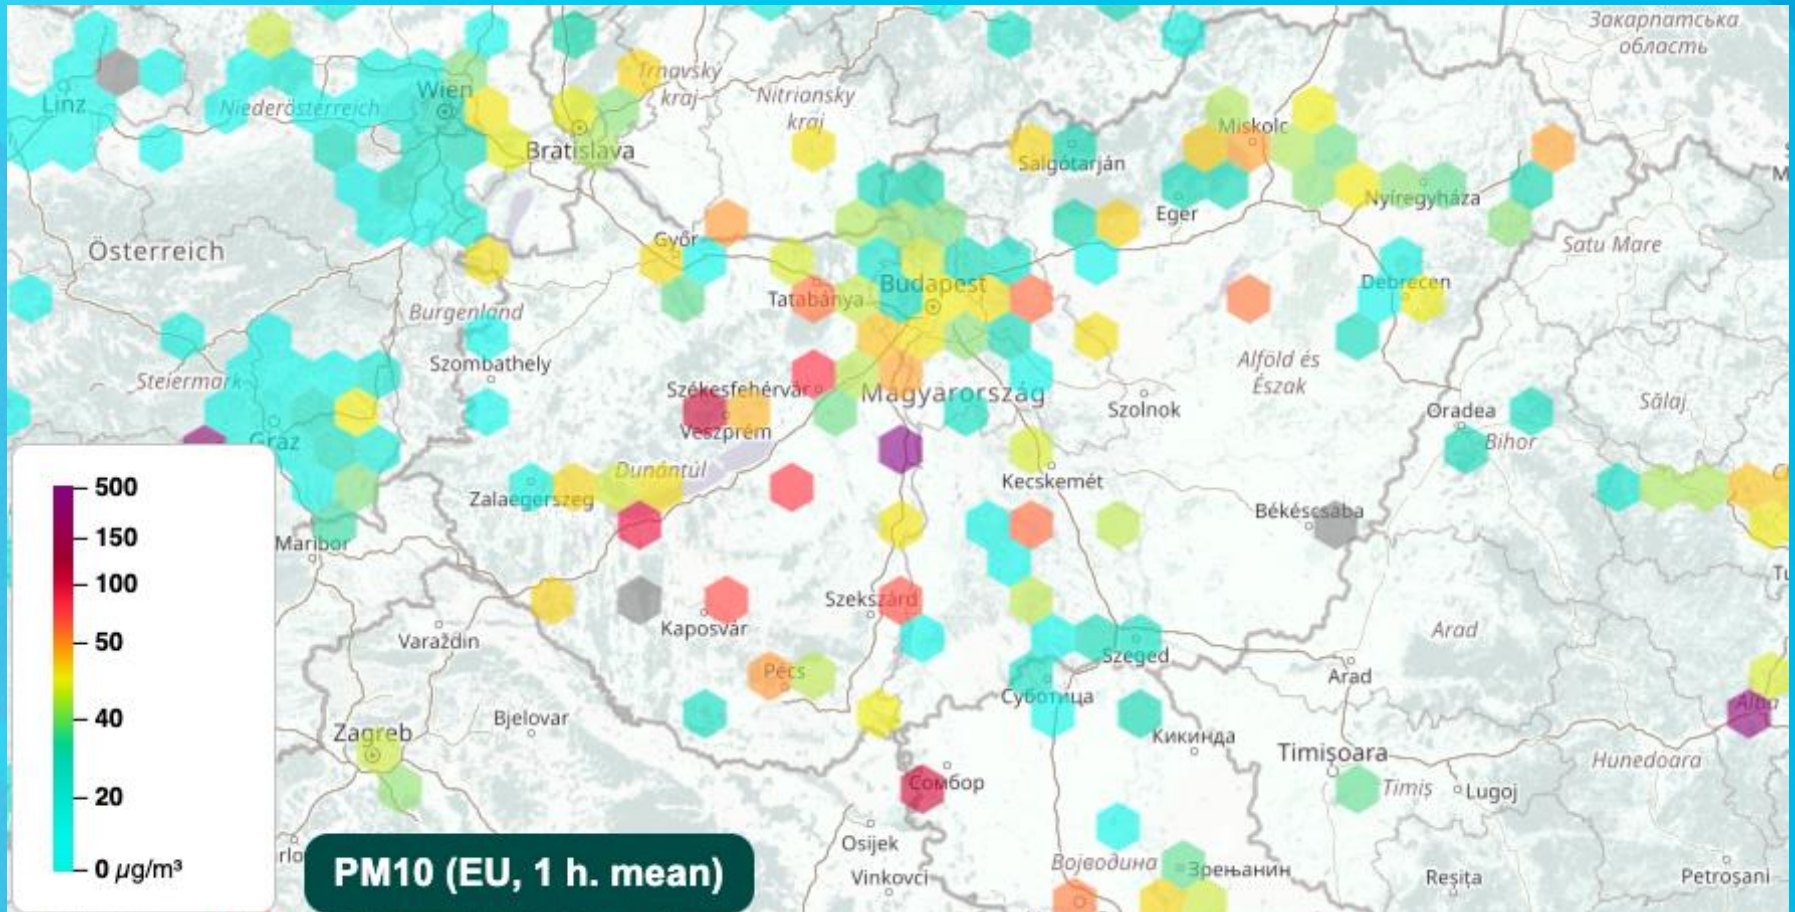 Закарпатська
область
Trnavský
kraj
Nitriansky
kraj
Linz
Niederösterreich
Wien
Bratislava
Salgótarján
Miskolc
Nyíregyháza
Eger
Satu Mare
Österreich
Győr
Budapest
Debrecen
Tatabánya
Burgenland
Szombathely
Steiermark
Székesfehérvár
Magyarország
Alföld és
Észak
Szolnok
Oradea
Sălaj
Veszprém
Graz
Bihor
Dunántúl
Zalaegerszeg
Kecskemét
Békéscsaba
Maribor
Szekszárd
Kaposvár
Varaždin
Arad
Szeged
Pécs
Суботица
Arad
Alba
Zagreb
Bjelovar
Кикинда
Timișoara
Hunedoara
Сомбор
Timiș
Lugoj
Osijek
Војводина
Зрењанин
Vinkovci
Reșița
Petroșani
500
150
100
50
40
20
0 µg/m³
PM10 (EU, 1 h. mean)